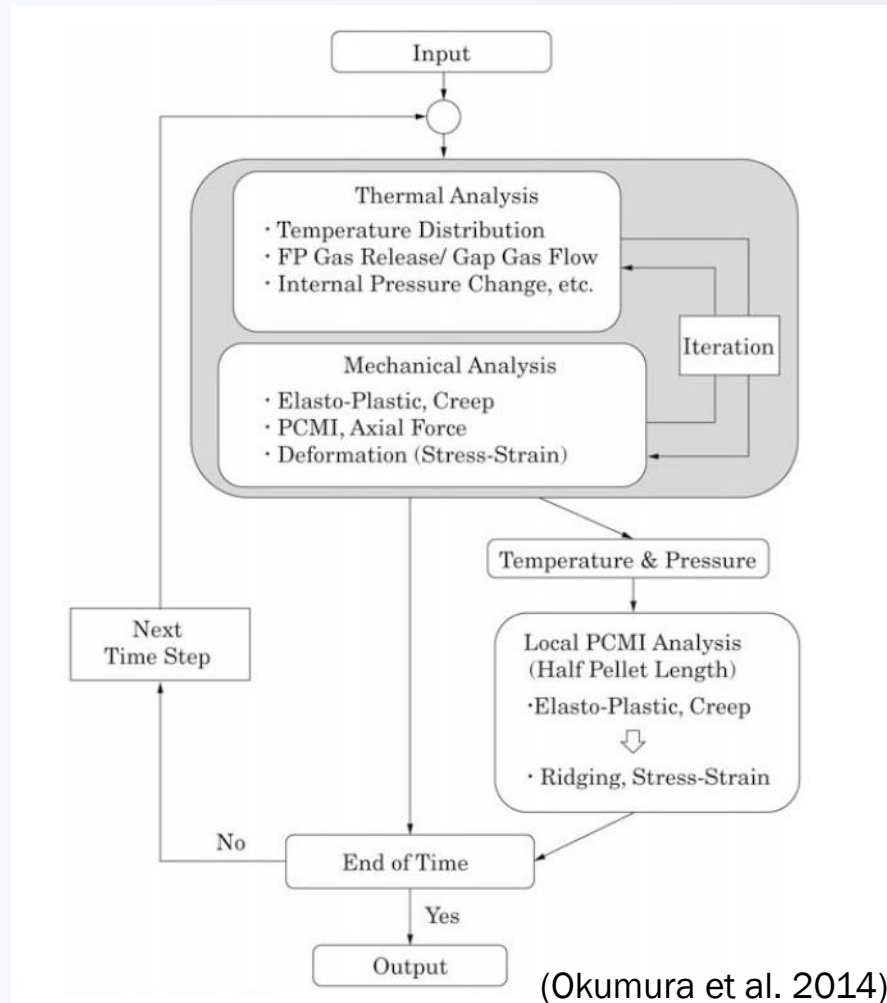 Input
Thermal Analysis
· Temperature Distribution
· FP Gas Release/ Gap Gas Flow
· Internal Pressure Change, etc.
Iteration
Mechanical Analysis
· Elasto-Plastic, Creep
· PCMI, Axial Force
· Deformation (Stress-Strain)
Temperature & Pressure
Next
Time Step
Local PCMI Analysis
(Half Pellet Length)
·Elasto-Plastic, Creep
· Ridging, Stress-Strain
No
End of Time
Yes
Output
(Okumura et al. 2014)